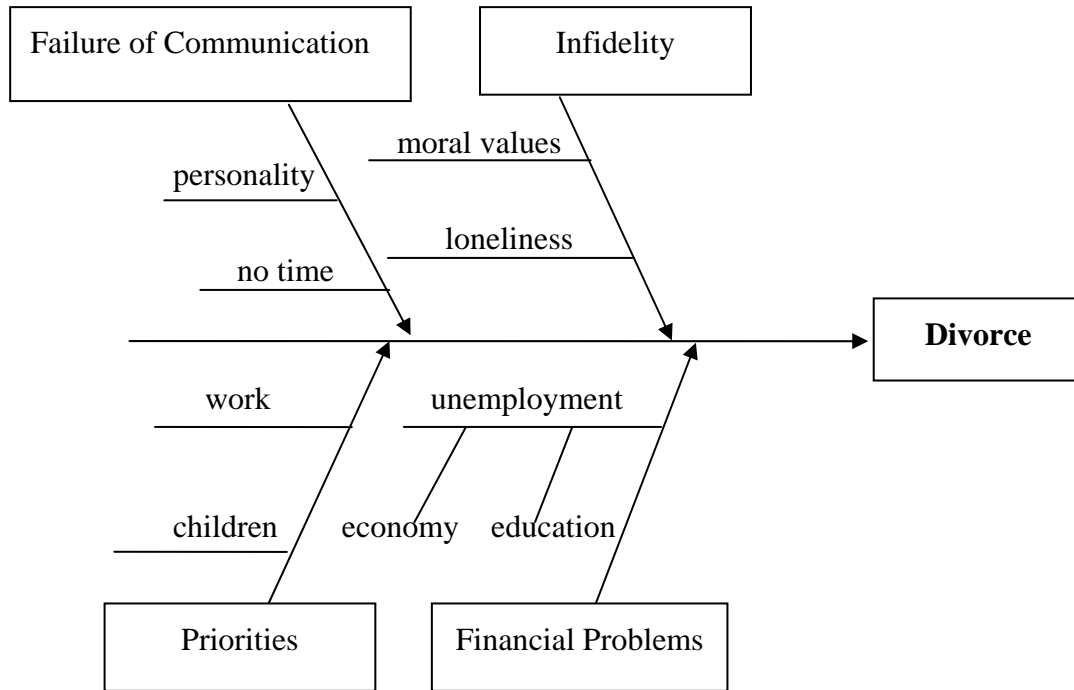 Failure of Communication
Infidelity
moral values
personality
loneliness
no time
Divorce
work
unemployment
children
economy
education
Priorities
Financial Problems